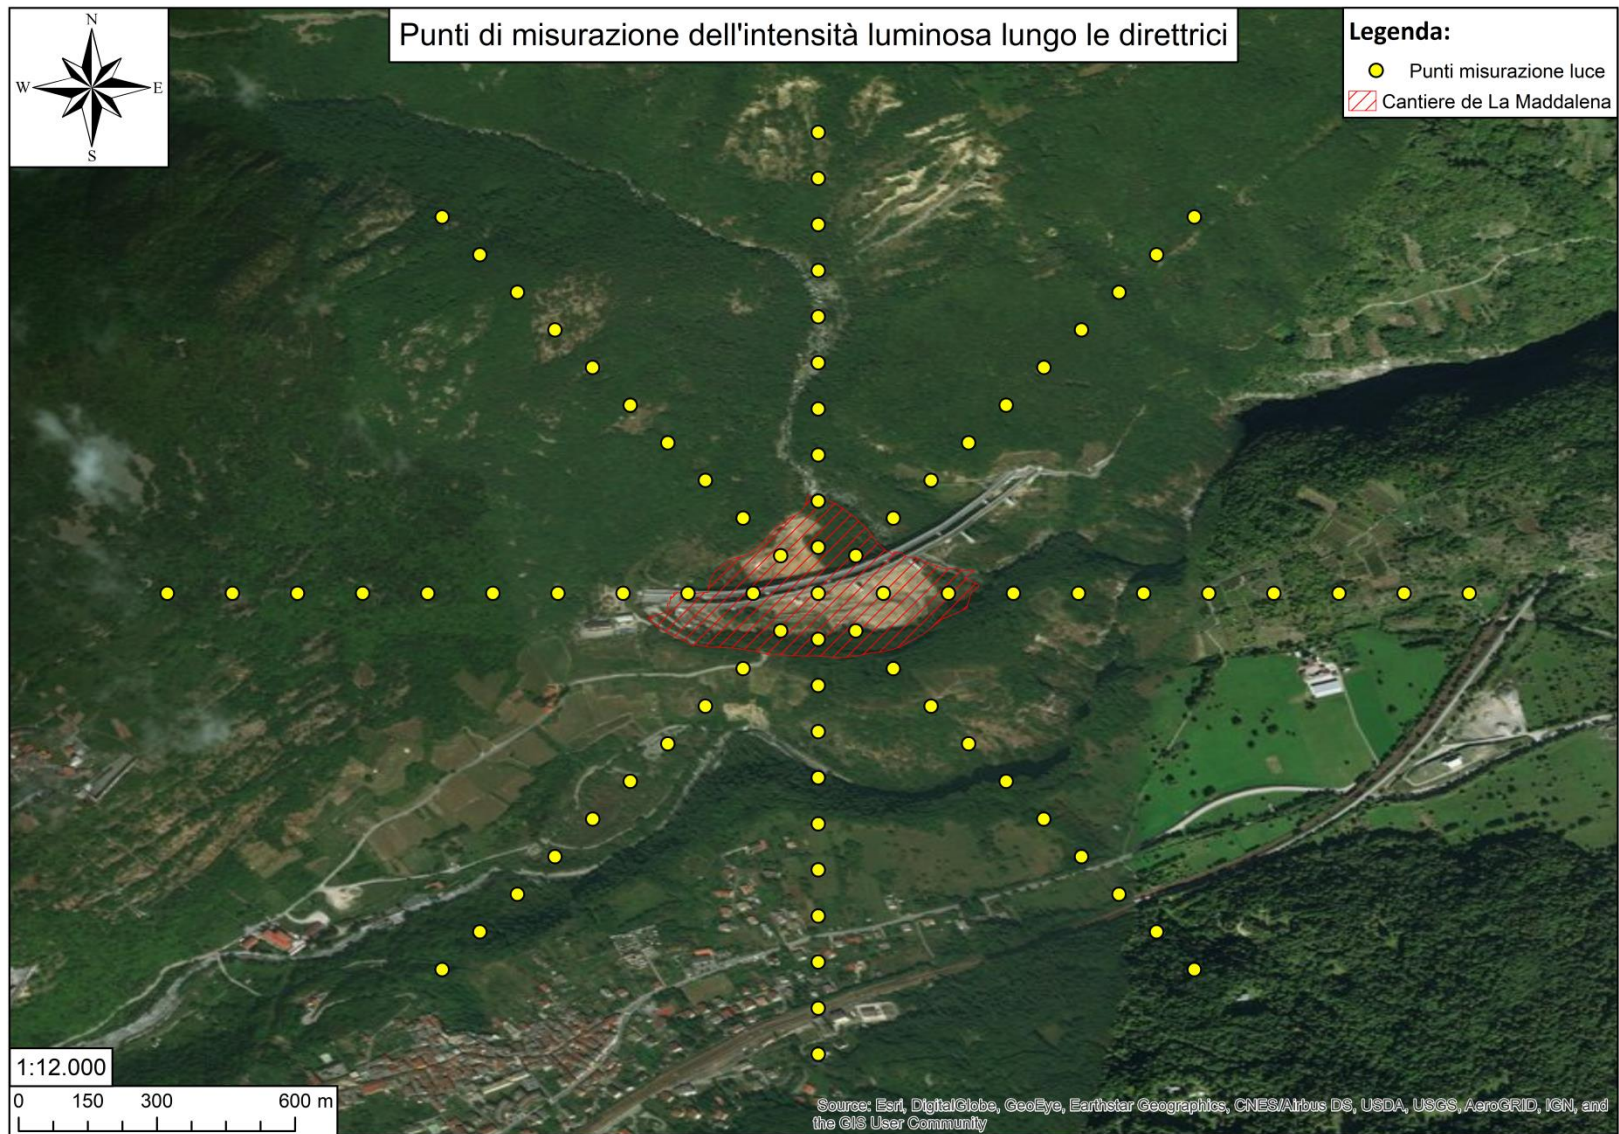 N
W E
S
Punti di misurazione dell'intensità luminosa lungo le direttrici
Legenda:
Punti misurazione luce
Cantiere de La Maddalena
1:12.000
0 150 300 600 m
Source: Esri, DigitalGlobe, GeoEye, Earthstar Geographics, CNES/Airbus DS, USDA, USGS, AeroGRID, IGN, and
the GIS User Community